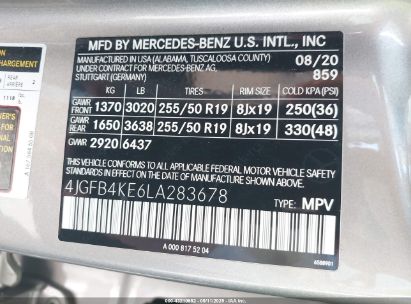 MFD BY MERCEDES-BENZ U.S. INTL., INC
MADE IN USA (ALABAMA, TUSCALOOSA COUNTY) 08/20
UNDER CONTRACT FOR MERCEDES-BENZ AG, 859
STUTTGART (GERMANY)
KG LB TIRES RIM SIZE COLD KPA(PSI)
GAWR FRONT 1370 3020 255/50 R19 8Jx19 250(36)
GAWR REAR 1650 3638 255/50 R19 8Jx19 330(48)
GVWR 2920 6437
THIS VEHICLE CONFORMS TO ALL APPLICABLE FEDERAL MOTOR VEHICLE
SAFETY STANDARDS IN EFFECT ON THE DATE OF MANUFACTURE SHOWN ABOVE.
4JGFB4KE6LA283678
TYPE: MPV
A 000 817 52 04
REAR
2